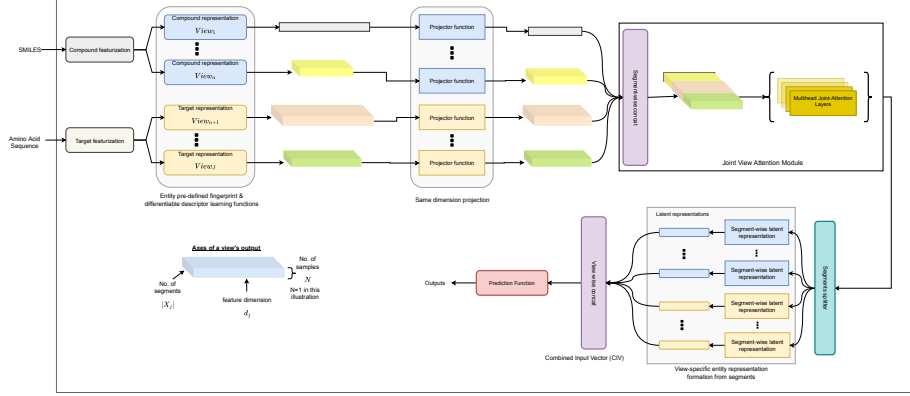 SMILES
Compound featurization
Compound representation
View₁
Compound representation
Viewₙ
Projector function
Projector function
Amino Acid
Sequence
Target featurization
Target representation
Viewₙ₊₁
Target representation
View_J
Projector function
Projector function
Entity pre-defined fingerprint &
differentiable descriptor learning functions
Same dimension projection
Segment-wise concat
Multihead Joint-Attention
Layers
Joint View Attention Module
Axes of a view's output
No. of
segments
|X_j|
feature dimension
d_j
No. of
samples
N
N=1 in this
illustration
Outputs
Prediction Function
View-wise concat
Combined Input Vector (CIV)
Latent representations
Segment-wise latent
representation
Segment-wise latent
representation
Segment-wise latent
representation
Segment-wise latent
representation
View-specific entity representation
formation from segments
Segments splitter